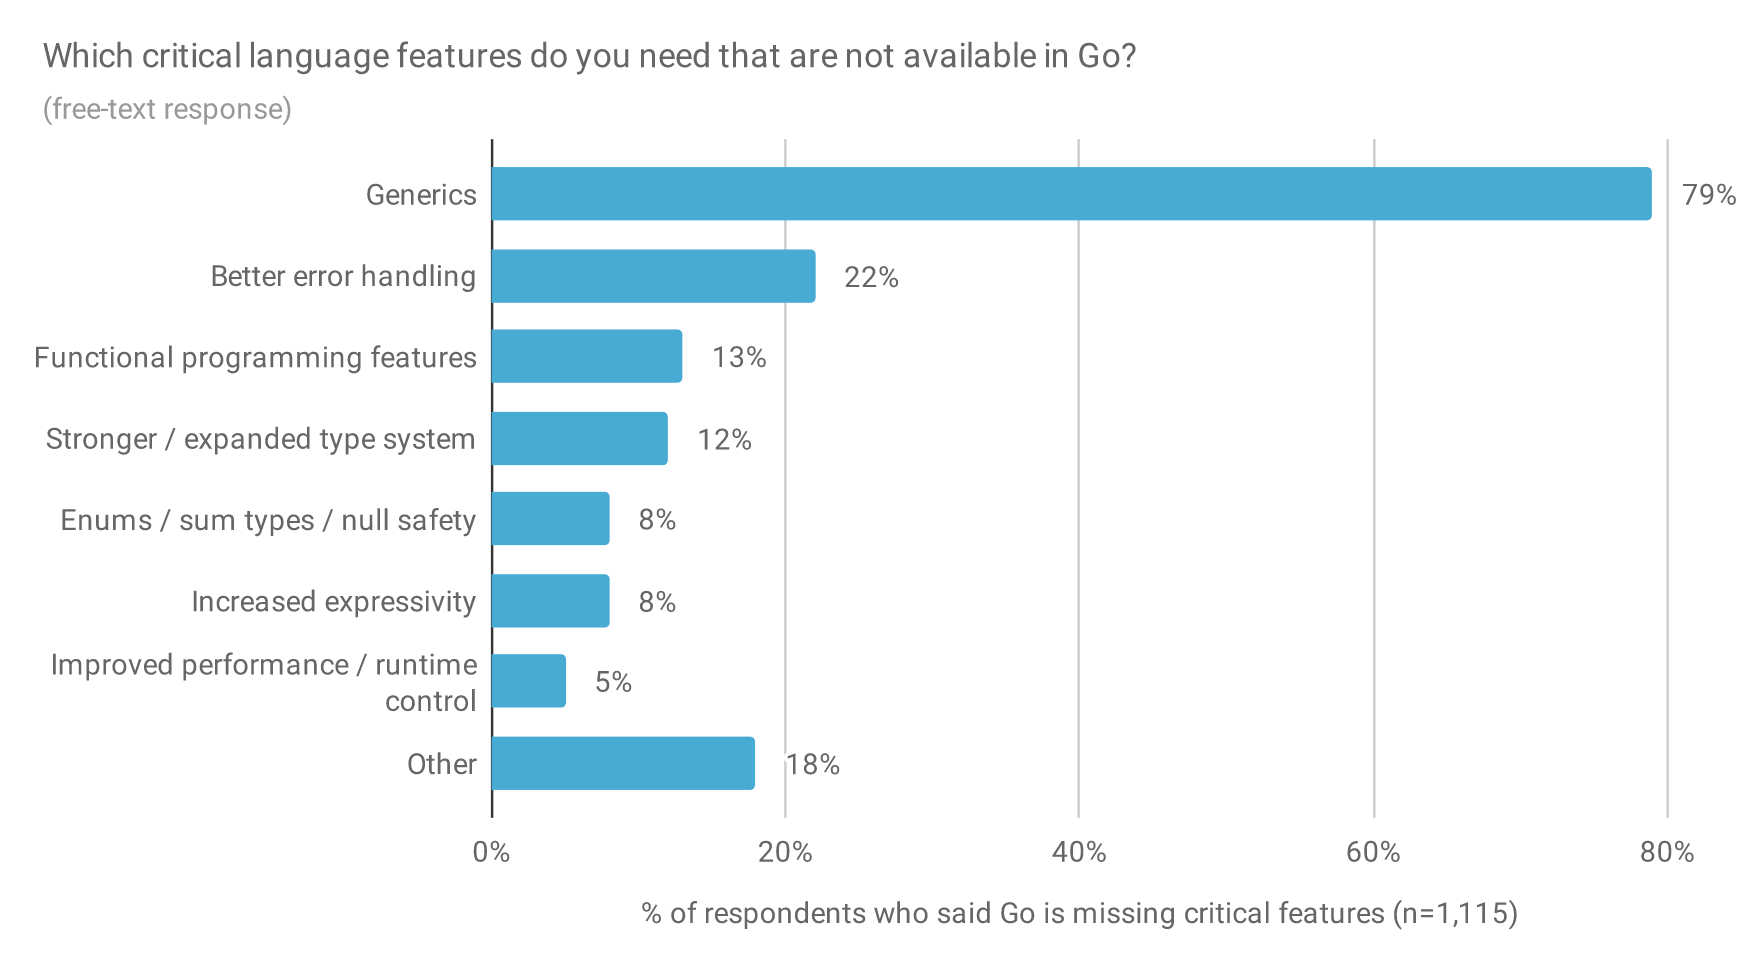 Which critical language features do you need that are not available in Go?
(free-text response)
Generics
79%
Better error handling
22%
Functional programming features
13%
Stronger / expanded type system
12%
Enums / sum types / null safety
8%
Increased expressivity
8%
Improved performance / runtime
control
5%
Other
18%
0%
20%
40%
60%
80%
% of respondents who said Go is missing critical features (n=1,115)